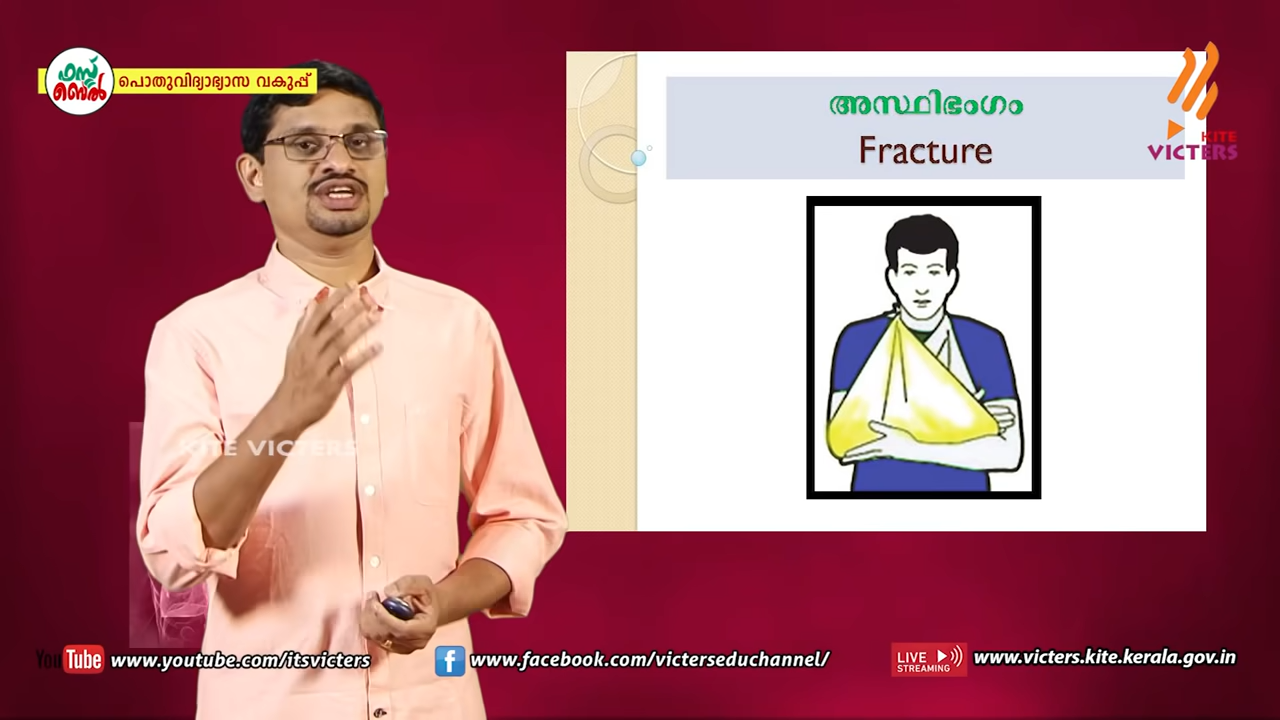 ഫസ്റ്റ്
ബെൽ
പൊതുവിദ്യാഭ്യാസ വകുപ്പ്
അസ്ഥിഭംഗം
Fracture
KITE
VICTERS
KITE VICTERS
YouTube www.youtube.com/itsvicters
f www.facebook.com/victerseduchannel/
LIVE
STREAMING
www.victers.kite.kerala.gov.in